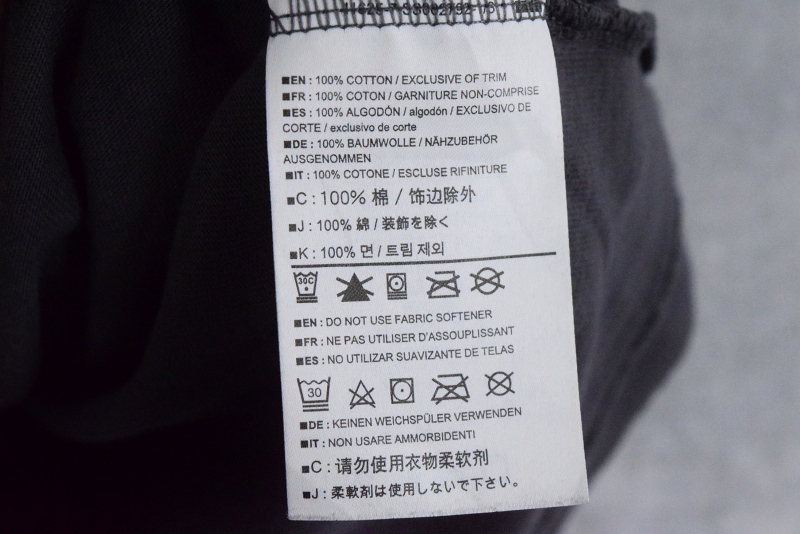 ■EN : 100% COTTON / EXCLUSIVE OF TRIM
■FR : 100% COTON / GARNITURE NON-COMPRISE
■ES : 100% ALGODÓN / algodón / EXCLUSIVO DE
CORTE / exclusivo de corte
■DE : 100% BAUMWOLLE / NÄHZUBEHÖR
AUSGENOMMEN
■IT : 100% COTONE / ESCLUSE RIFINITURE
■C : 100% 棉 / 饰边除外
■J : 100% 綿 / 装飾を除く
■K : 100% 면 / 트림 제외
30C
■EN : DO NOT USE FABRIC SOFTENER
■FR : NE PAS UTILISER D'ASSOUPLISSANT
■ES : NO UTILIZAR SUAVIZANTE DE TELAS
30
■DE : KEINEN WEICHSPÜLER VERWENDEN
■IT : NON USARE AMMORBIDENTI
■C : 请勿使用衣物柔软剂
■J : 柔軟剤は使用しないで下さい。